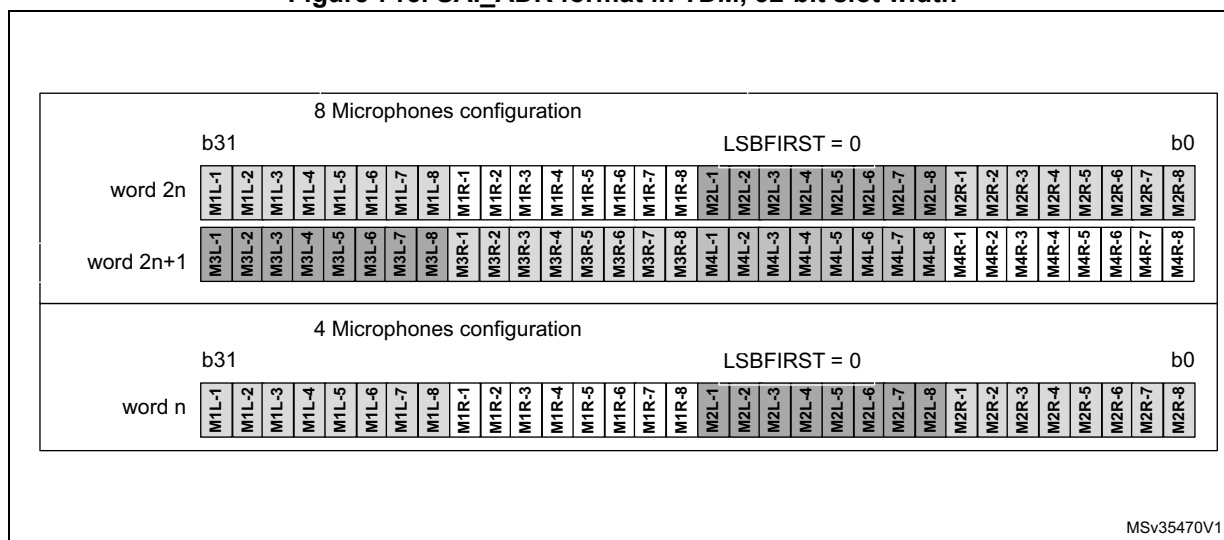 8 Microphones configuration
b31 LSBFIRST = 0 b0
word 2n M1L-1 M1L-2 M1L-3 M1L-4 M1L-5 M1L-6 M1L-7 M1L-8 M1R-1 M1R-2 M1R-3 M1R-4 M1R-5 M1R-6 M1R-7 M1R-8 M2L-1 M2L-2 M2L-3 M2L-4 M2L-5 M2L-6 M2L-7 M2L-8 M2R-1 M2R-2 M2R-3 M2R-4 M2R-5 M2R-6 M2R-7 M2R-8
word 2n+1 M3L-1 M3L-2 M3L-3 M3L-4 M3L-5 M3L-6 M3L-7 M3L-8 M3R-1 M3R-2 M3R-3 M3R-4 M3R-5 M3R-6 M3R-7 M3R-8 M4L-1 M4L-2 M4L-3 M4L-4 M4L-5 M4L-6 M4L-7 M4L-8 M4R-1 M4R-2 M4R-3 M4R-4 M4R-5 M4R-6 M4R-7 M4R-8
4 Microphones configuration
b31 LSBFIRST = 0 b0
word n M1L-1 M1L-2 M1L-3 M1L-4 M1L-5 M1L-6 M1L-7 M1L-8 M1R-1 M1R-2 M1R-3 M1R-4 M1R-5 M1R-6 M1R-7 M1R-8 M2L-1 M2L-2 M2L-3 M2L-4 M2L-5 M2L-6 M2L-7 M2L-8 M2R-1 M2R-2 M2R-3 M2R-4 M2R-5 M2R-6 M2R-7 M2R-8
MSv35470V1